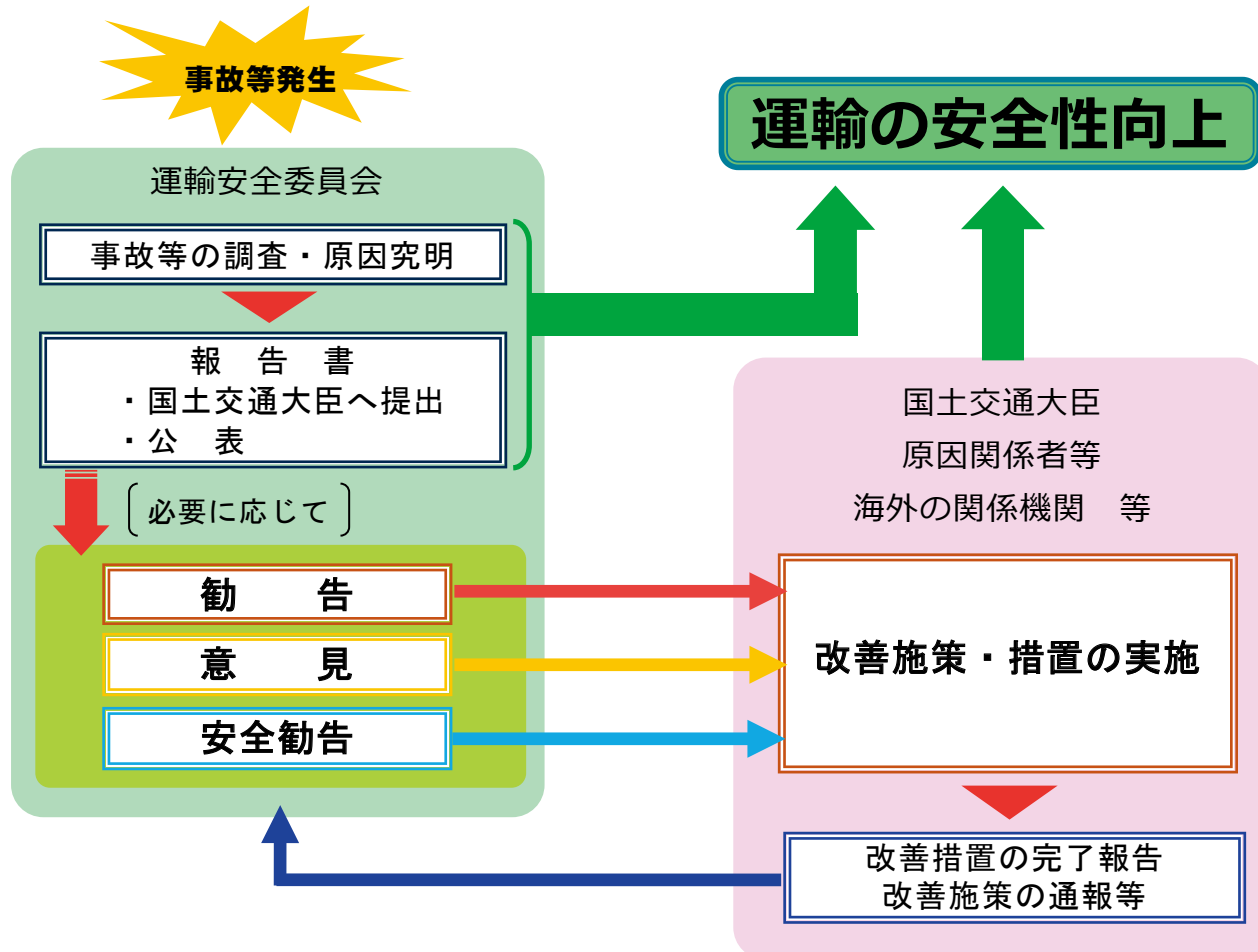 事故等発生
運輸の安全性向上
運輸安全委員会
事故等の調査・原因究明
報　告　書
・国土交通大臣へ提出
・公　表
〔必要に応じて〕
勧　　告
意　　見
安全勧告
国土交通大臣
原因関係者等
海外の関係機関　等
改善施策・措置の実施
改善措置の完了報告
改善施策の通報等